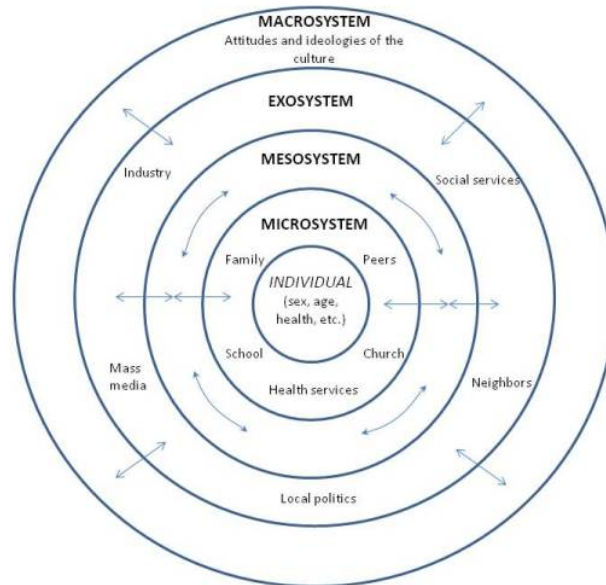 MACROSYSTEM
Attitudes and ideologies of the
culture
EXOSYSTEM
MESOSYSTEM
Industry
Social services
MICROSYSTEM
Family
Peers
INDIVIDUAL
(sex, age,
health, etc.)
School
Church
Mass
media
Health services
Neighbors
Local politics